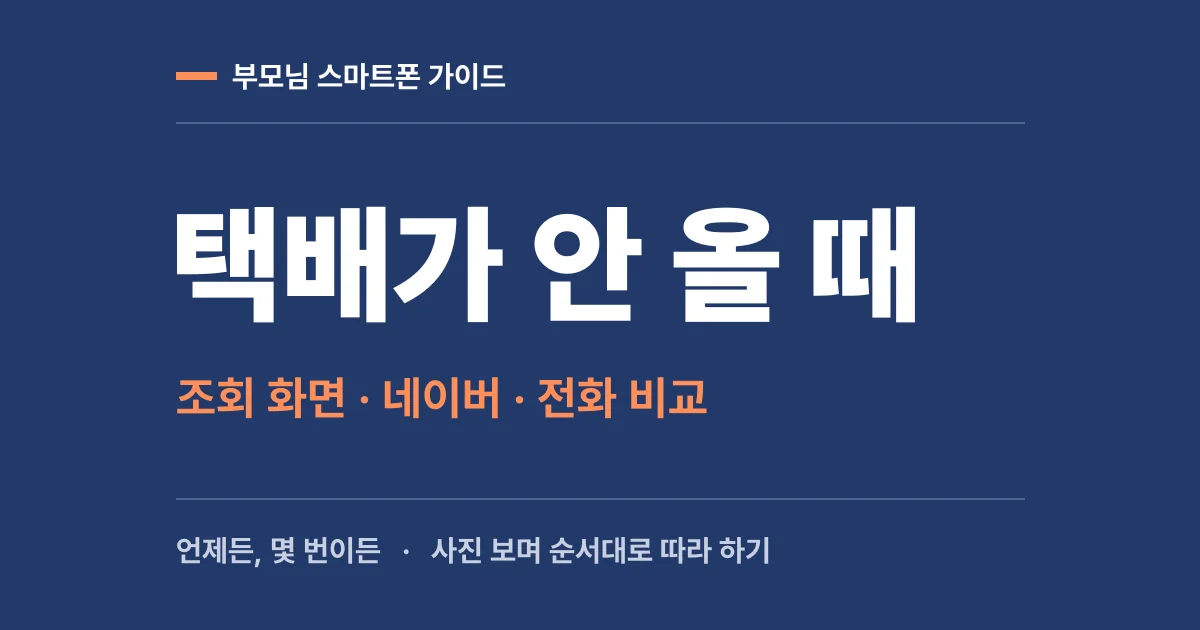 부모님 스마트폰 가이드
택배가 안 올 때
조회 화면 · 네이버 · 전화 비교
언제든, 몇 번이든 · 사진 보며 순서대로 따라 하기